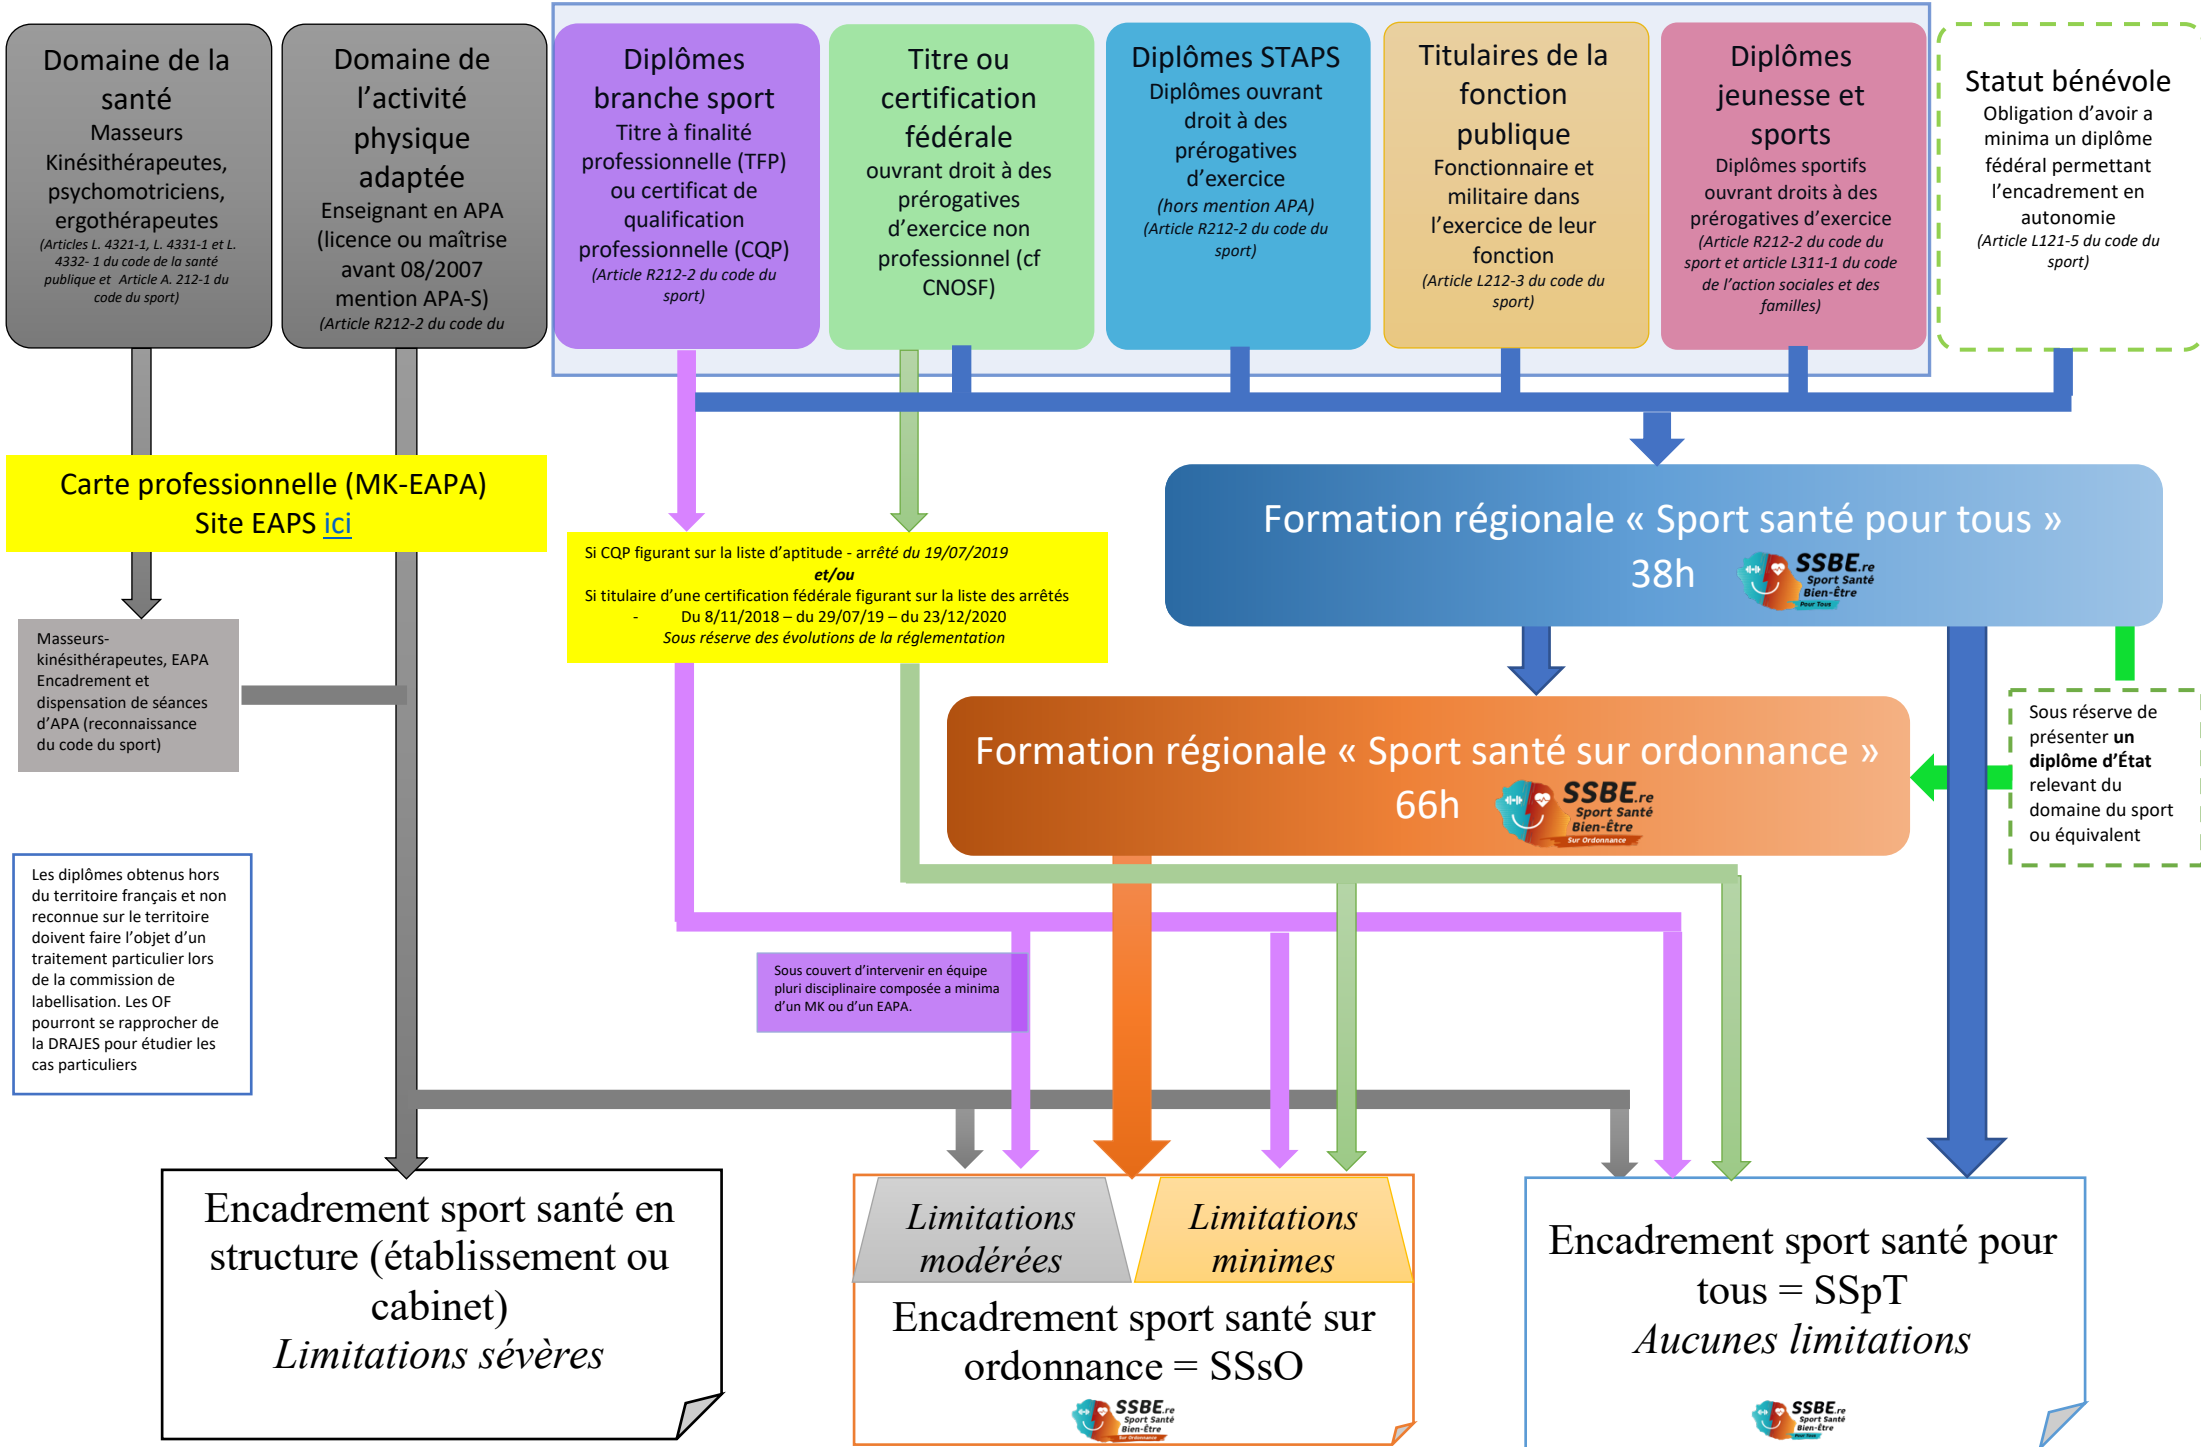 Domaine de la
santé
Masseurs
Kinésithérapeutes,
psychomotriciens,
ergothérapeutes
(Articles L. 4321-1, L. 4331-1 et L.
4332- 1 du code de la santé
publique et Article A. 212-1 du
code du sport)
Domaine de
l’activité
physique
adaptée
Enseignant en APA
(licence ou maîtrise
avant 08/2007
mention APA-S)
(Article R212-2 du code du
Diplômes
branche sport
Titre à finalité
professionnelle (TFP)
ou certificat de
qualification
professionnelle (CQP)
(Article R212-2 du code du
sport)
Titre ou
certification
fédérale
ouvrant droit à des
prérogatives
d’exercice non
professionnel (cf
CNOSF)
Diplômes STAPS
Diplômes ouvrant
droit à des
prérogatives
d’exercice
(hors mention APA)
(Article R212-2 du code du
sport)
Titulaires de la
fonction
publique
Fonctionnaire et
militaire dans
l’exercice de leur
fonction
(Article L212-3 du code du
sport)
Diplômes
jeunesse et
sports
Diplômes sportifs
ouvrant droits à des
prérogatives d’exercice
(Article R212-2 du code du
sport et article L311-1 du code
de l’action sociales et des
familles)
Statut bénévole
Obligation d’avoir a
minima un diplôme
fédéral permettant
l’encadrement en
autonomie
(Article L121-5 du code du
sport)
Carte professionnelle (MK-EAPA)
Site EAPS ici
Si CQP figurant sur la liste d’aptitude - arrêté du 19/07/2019
et/ou
Si titulaire d’une certification fédérale figurant sur la liste des arrêtés
- Du 8/11/2018 – du 29/07/19 – du 23/12/2020
Sous réserve des évolutions de la réglementation
Formation régionale « Sport santé pour tous »
38h
SSBE.re
Sport Santé
Bien-Être
Pour Tous
Masseurs-
kinésithérapeutes, EAPA
Encadrement et
dispensation de séances
d’APA (reconnaissance
du code du sport)
Formation régionale « Sport santé sur ordonnance »
66h
SSBE.re
Sport Santé
Bien-Être
Sur Ordonnance
Sous réserve de
présenter un
diplôme d’État
relevant du
domaine du sport
ou équivalent
Les diplômes obtenus hors
du territoire français et non
reconnue sur le territoire
doivent faire l’objet d’un
traitement particulier lors
de la commission de
labellisation. Les OF
pourront se rapprocher de
la DRAJES pour étudier les
cas particuliers
Sous couvert d’intervenir en équipe
pluri disciplinaire composée a minima
d’un MK ou d’un EAPA.
Encadrement sport santé en
structure (établissement ou
cabinet)
Limitations sévères
Limitations
modérées
Limitations
minimes
Encadrement sport santé sur
ordonnance = SSsO
SSBE.re
Sport Santé
Bien-Être
Sur Ordonnance
Encadrement sport santé pour
tous = SSpT
Aucunes limitations
SSBE.re
Sport Santé
Bien-Être
Pour Tous